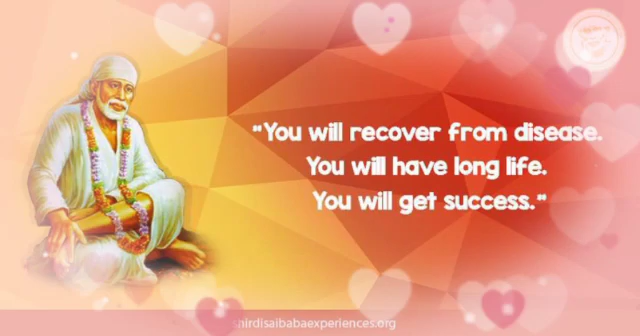 "You will recover from disease.
You will have long life.
You will get success."
shirdisaibabaexperiences.org